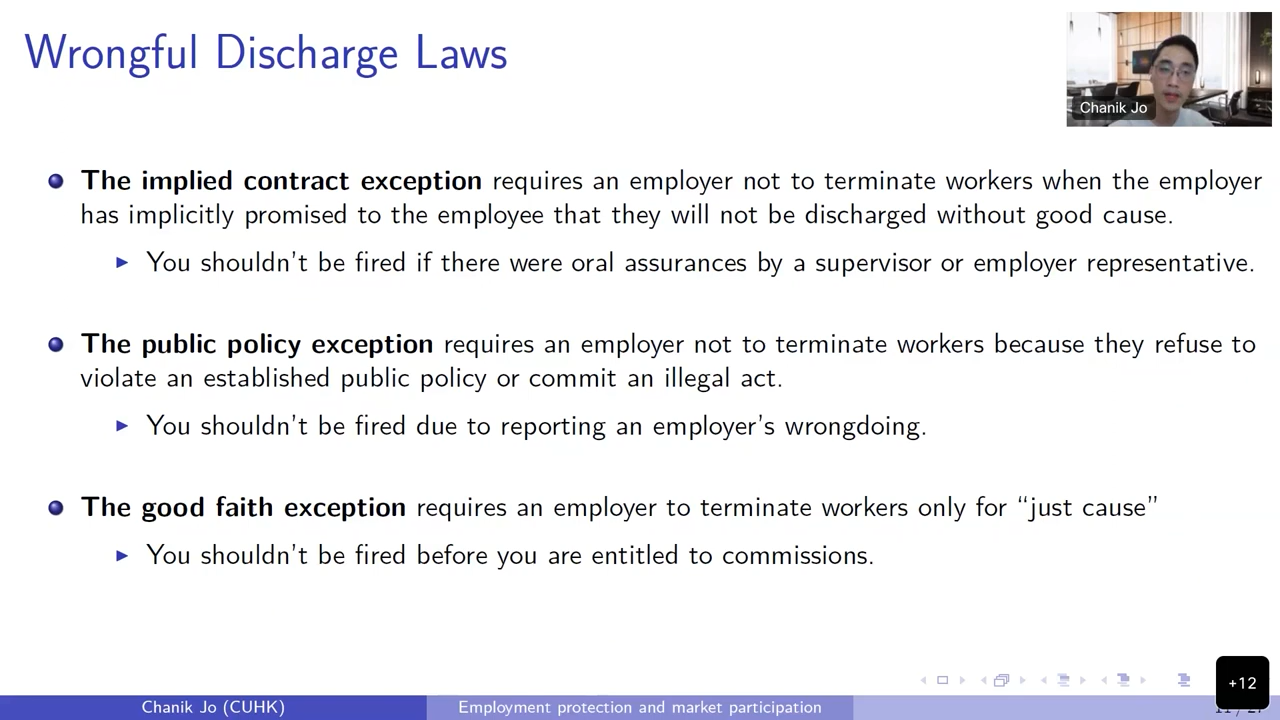 Wrongful Discharge Laws
Chanik Jo
The implied contract exception requires an employer not to terminate workers when the employer
has implicitly promised to the employee that they will not be discharged without good cause.
You shouldn't be fired if there were oral assurances by a supervisor or employer representative.
The public policy exception requires an employer not to terminate workers because they refuse to
violate an established public policy or commit an illegal act.
You shouldn't be fired due to reporting an employer's wrongdoing.
The good faith exception requires an employer to terminate workers only for “just cause”
You shouldn't be fired before you are entitled to commissions.
+12
Chanik Jo (CUHK)
Employment protection and market participation